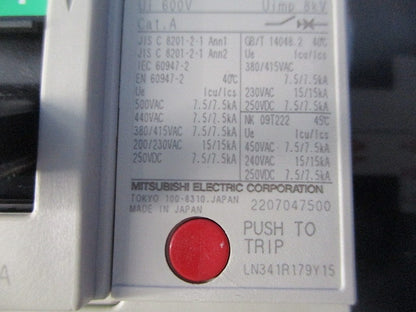 Ui 600V Uimp 8kV
Cat.A
JIS C 8201-2-1 Ann1
JIS C 8201-2-1 Ann2
IEC 60947-2
EN 60947-2 40℃
Ue Icu/Ics
500VAC 7.5/7.5kA
440VAC 7.5/7.5kA
380/415VAC 7.5/7.5kA
200/230VAC 15/15kA
250VDC 7.5/7.5kA
GB/T 14048.2 40℃
380/415VAC
7.5/7.5kA
230VAC 15/15kA
250VDC 7.5/7.5kA
NK 09T222 45℃
Ue Icu/Ics
450VAC 7.5/7.5kA
240VAC 15/15kA
250VDC 7.5/7.5kA
MITSUBISHI ELECTRIC CORPORATION
TOKYO 100-8310, JAPAN
MADE IN JAPAN
2207047500
PUSH TO
TRIP
LN341R179Y15
A